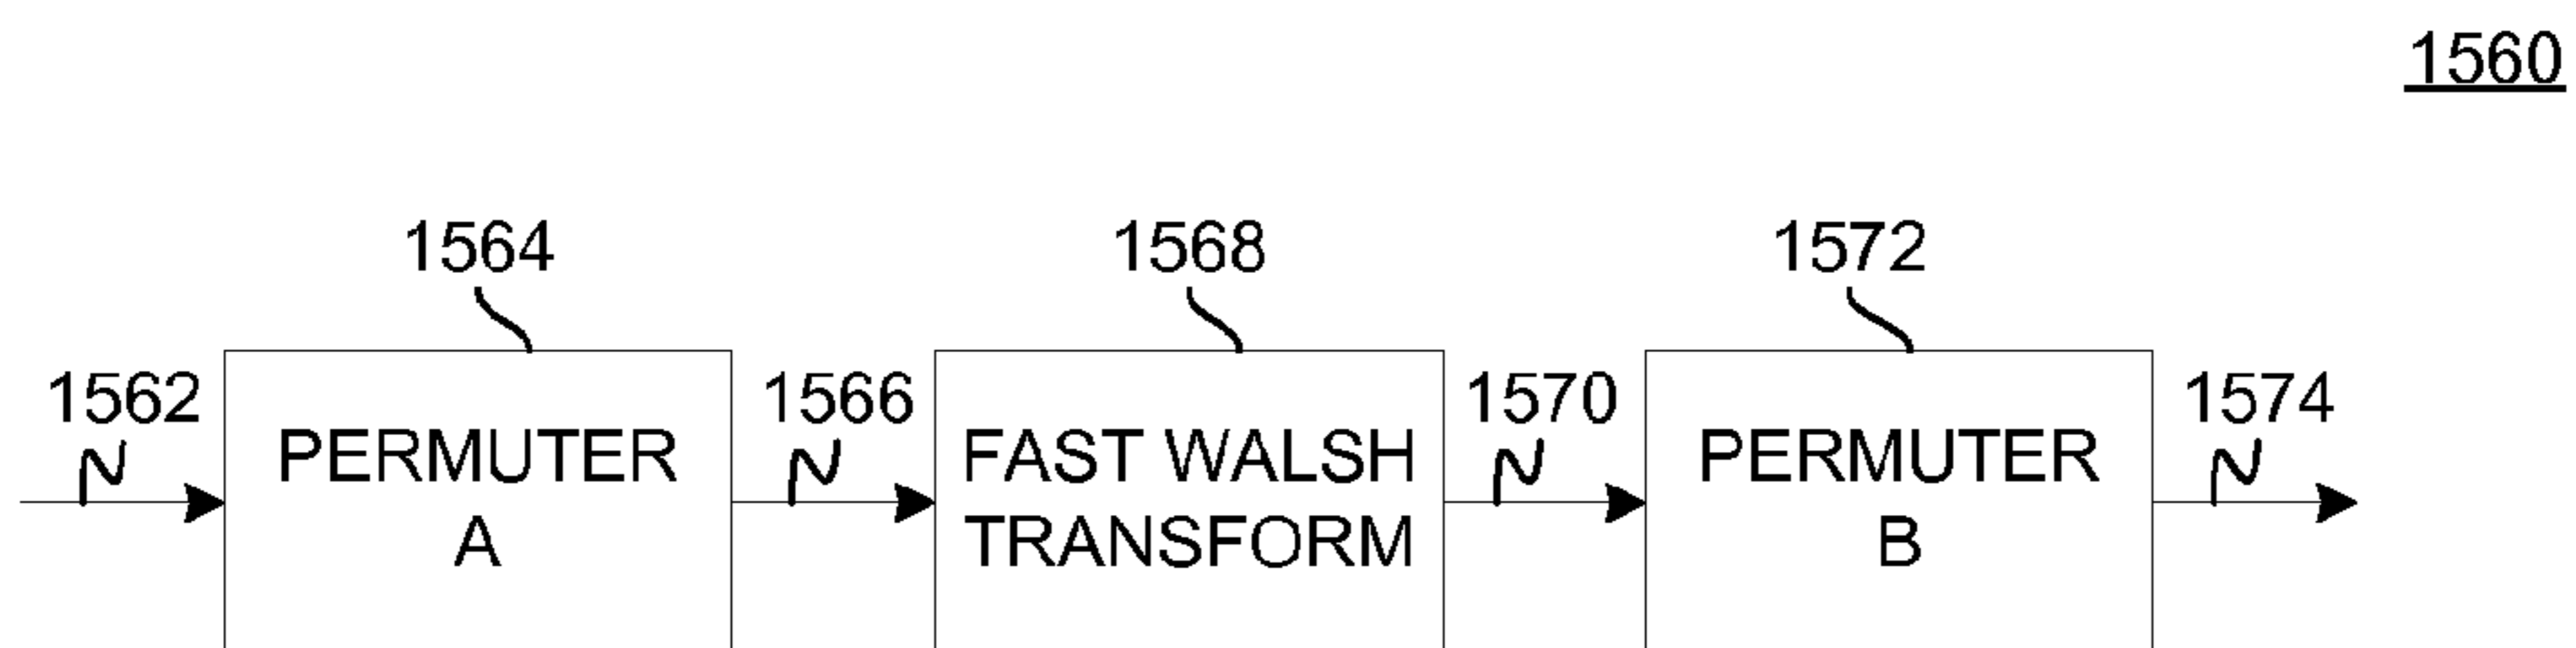 1560
1564
1568
1572
1562
1566
1570
1574
PERMUTER
A
FAST WALSH
TRANSFORM
PERMUTER
B